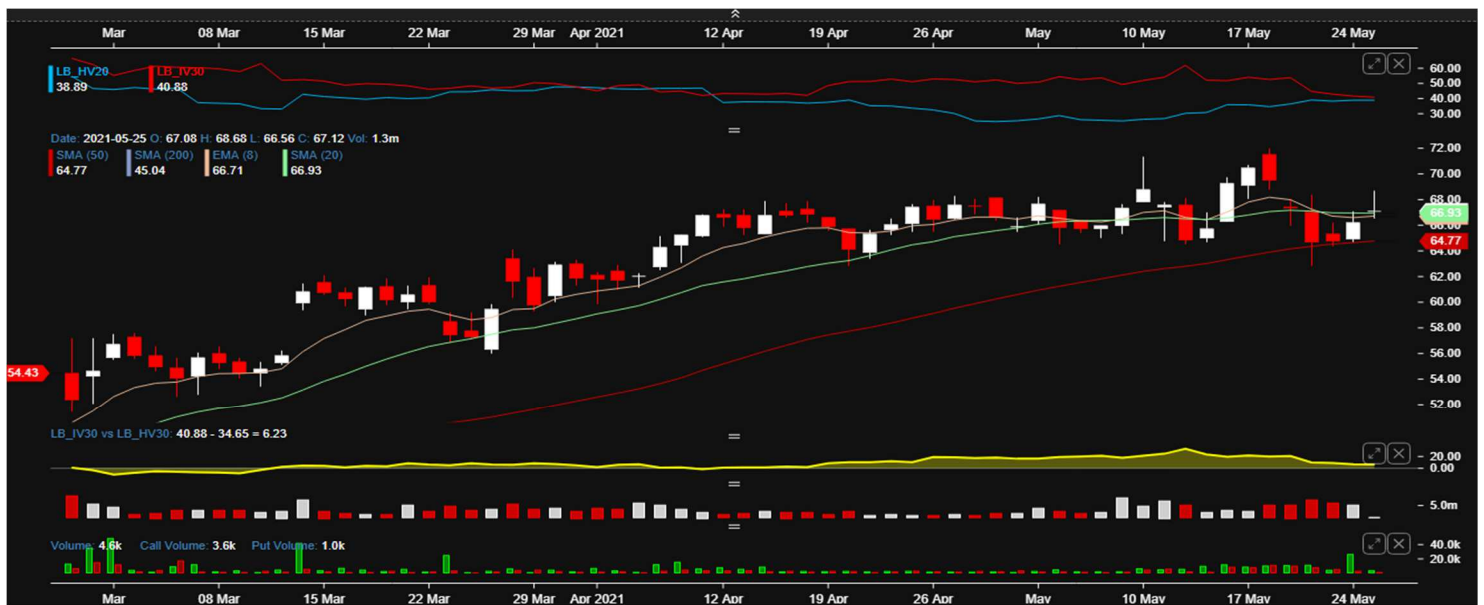 Mar 08 Mar 15 Mar 22 Mar 29 Mar Apr 2021 12 Apr 19 Apr 26 Apr May 10 May 17 May 24 May
LB_HV20 LB_IV30
38.89 40.88
60.00
50.00
40.00
30.00
Date: 2021-05-25 O: 67.08 H: 68.68 L: 66.56 C: 67.12 Vol: 1.3m
SMA (50) SMA (200) EMA (8) SMA (20)
64.77 45.04 66.71 66.93
72.00
70.00
68.00
66.93
66.00
64.77
64.00
62.00
60.00
58.00
56.00
54.43
54.00
52.00
LB_IV30 vs LB_HV30: 40.88 - 34.65 = 6.23
20.00
0.00
5.0m
Volume: 4.6k Call Volume: 3.6k Put Volume: 1.0k
40.0k
20.0k
Mar 08 Mar 15 Mar 22 Mar 29 Mar Apr 2021 12 Apr 19 Apr 26 Apr May 10 May 17 May 24 May